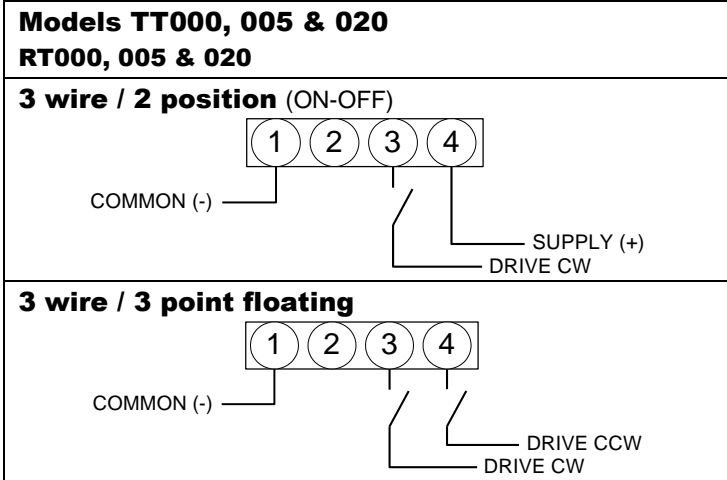 Models TT000, 005 & 020
RT000, 005 & 020
3 wire / 2 position (ON-OFF)
1 2 3 4
COMMON (-)
SUPPLY (+)
DRIVE CW
3 wire / 3 point floating
1 2 3 4
COMMON (-)
DRIVE CCW
DRIVE CW